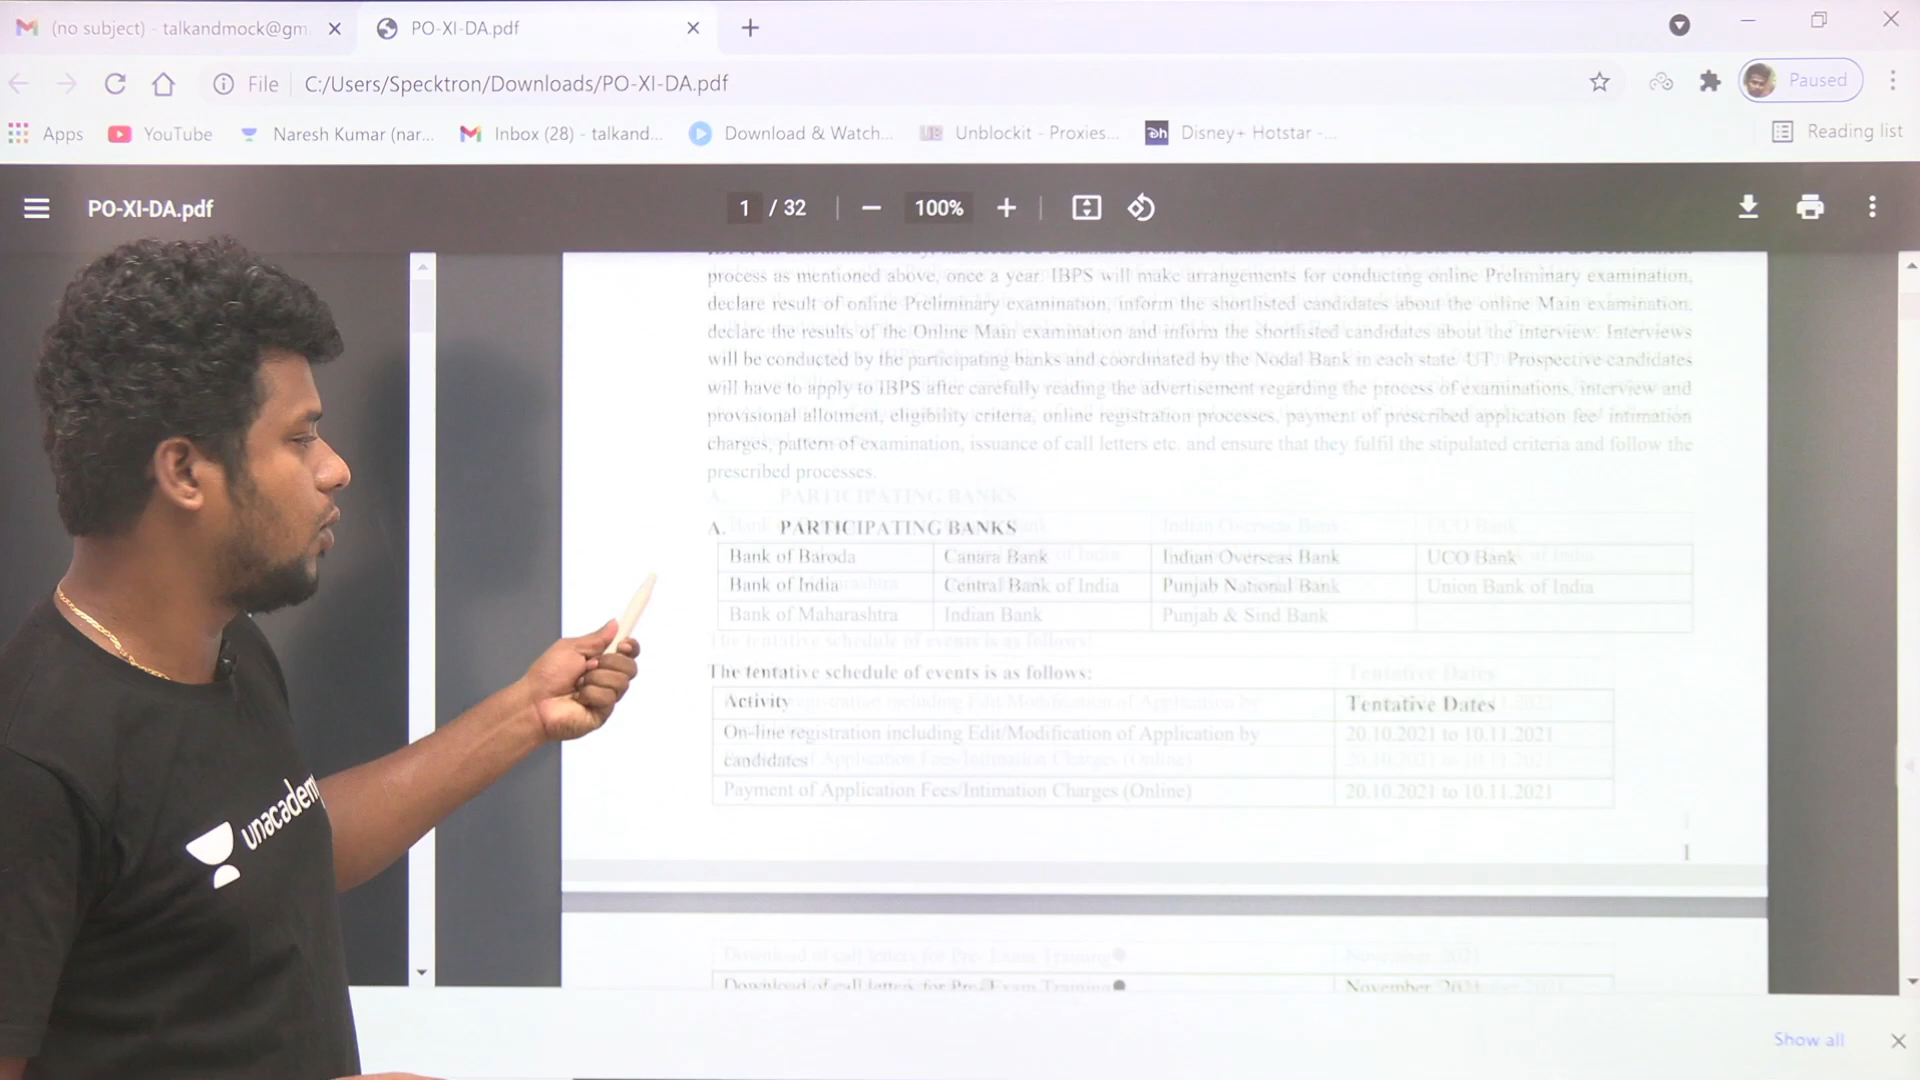 (no subject) - talkandmock@gm
PO-XI-DA.pdf
File
C:/Users/Specktron/Downloads/PO-XI-DA.pdf
Paused
Apps
YouTube
Naresh Kumar (nar...
Inbox (28) - talkand...
Download & Watch...
Unblockit - Proxies...
Disney+ Hotstar -...
Reading list
PO-XI-DA.pdf
1 / 32
100%
process as mentioned above, once a year. IBPS will make arrangements for conducting online Preliminary examination,
declare result of online Preliminary examination, inform the shortlisted candidates about the online Main examination,
declare the results of the Online Main examination and inform the shortlisted candidates about the interview. Interviews
will be conducted by the participating banks and coordinated by the Nodal Bank in each state/ UT. Prospective candidates
will have to apply to IBPS after carefully reading the advertisement regarding the process of examinations, interview and
provisional allotment, eligibility criteria, online registration processes, payment of prescribed application fee/ intimation
charges, pattern of examination, issuance of call letters etc. and ensure that they fulfil the stipulated criteria and follow the
prescribed processes.
A. PARTICIPATING BANKS
Bank of Baroda Canara Bank Indian Overseas Bank UCO Bank
Bank of India Central Bank of India Punjab National Bank Union Bank of India
Bank of Maharashtra Indian Bank Punjab & Sind Bank
The tentative schedule of events is as follows:
Activity Tentative Dates
On-line registration including Edit/Modification of Application by 20.10.2021 to 10.11.2021
candidates
Payment of Application Fees/Intimation Charges (Online) 20.10.2021 to 10.11.2021
1
Download of call letters for Pre- Exam Training November 2021
unacademy
Show all